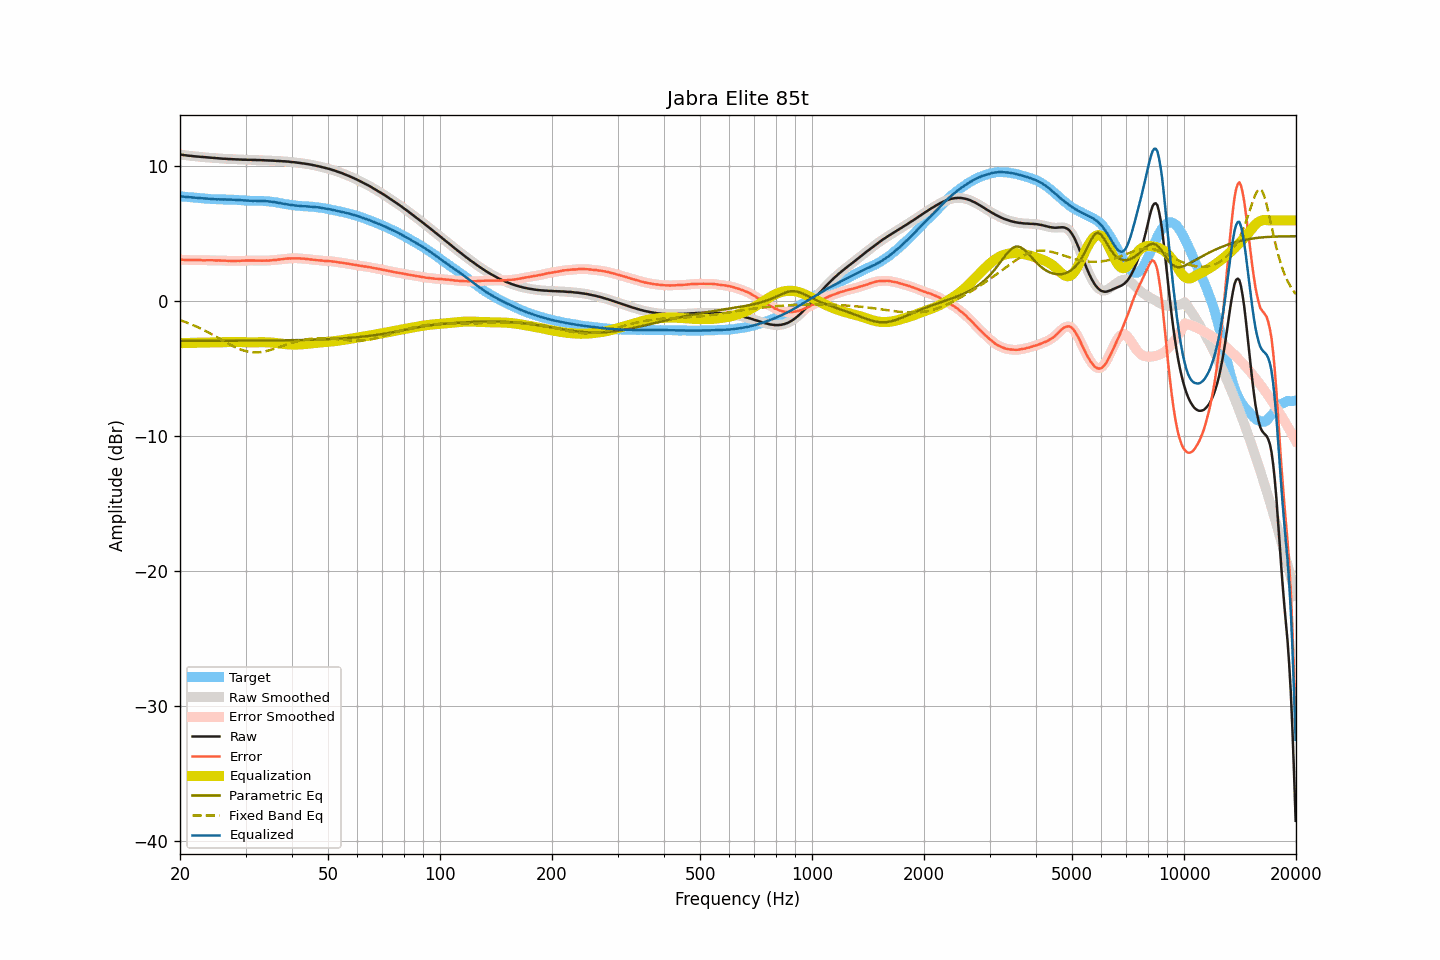 Jabra Elite 85t
10
0
−10
−20
−30
−40
Amplitude (dBr)
Target
Raw Smoothed
Error Smoothed
Raw
Error
Equalization
Parametric Eq
Fixed Band Eq
Equalized
20 50 100 200 500 1000 2000 5000 10000 20000
Frequency (Hz)